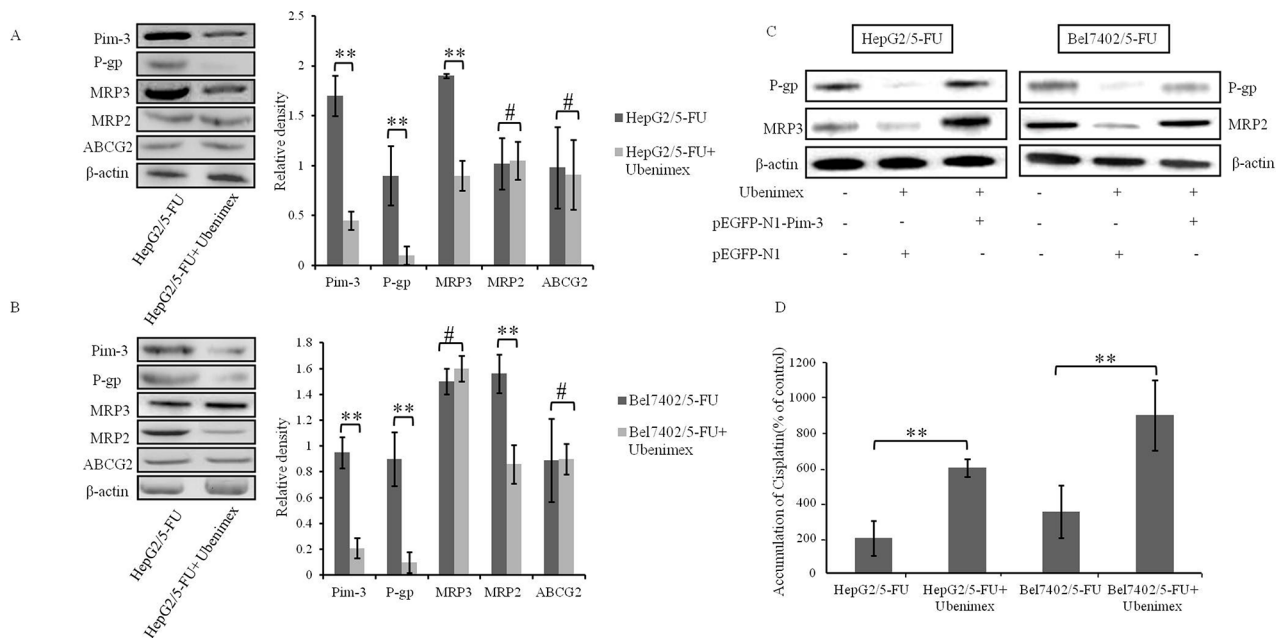 A
Pim-3
P-gp
MRP3
MRP2
ABCG2
β-actin
HepG2/5-FU
HepG2/5-FU+ Ubenimex
Relative density
2.5
2
1.5
1
0.5
0
** ** ** # #
Pim-3 P-gp MRP3 MRP2 ABCG2
HepG2/5-FU
HepG2/5-FU+
Ubenimex
B
Pim-3
P-gp
MRP3
MRP2
ABCG2
β-actin
HepG2/5-FU
HepG2/5-FU+ Ubenimex
Relative density
1.8
1.6
1.4
1.2
1
0.8
0.6
0.4
0.2
0
** ** # ** #
Pim-3 P-gp MRP3 MRP2 ABCG2
Bel7402/5-FU
Bel7402/5-FU+
Ubenimex
C
HepG2/5-FU Bel7402/5-FU
P-gp P-gp
MRP3 MRP2
β-actin β-actin
Ubenimex - + + - + +
pEGFP-N1-Pim-3 - - + - - +
pEGFP-N1 - + - - + -
D
Accumulation of Cisplatin(% of control)
1200
1000
800
600
400
200
0
** **
HepG2/5-FU HepG2/5-FU+ Bel7402/5-FU Bel7402/5-FU+
Ubenimex Ubenimex